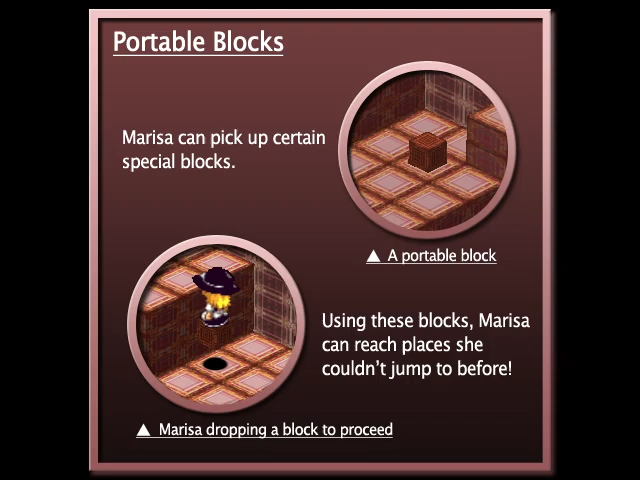 Portable Blocks
Marisa can pick up certain
special blocks.
▲ A portable block
Using these blocks, Marisa
can reach places she
couldn't jump to before!
▲ Marisa dropping a block to proceed